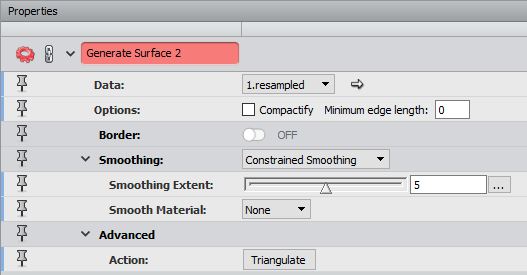 Properties
Generate Surface 2
Data: 1.resampled
Options: Compactify Minimum edge length: 0
Border: OFF
Smoothing: Constrained Smoothing
Smoothing Extent: 5 ...
Smooth Material: None
Advanced
Action: Triangulate